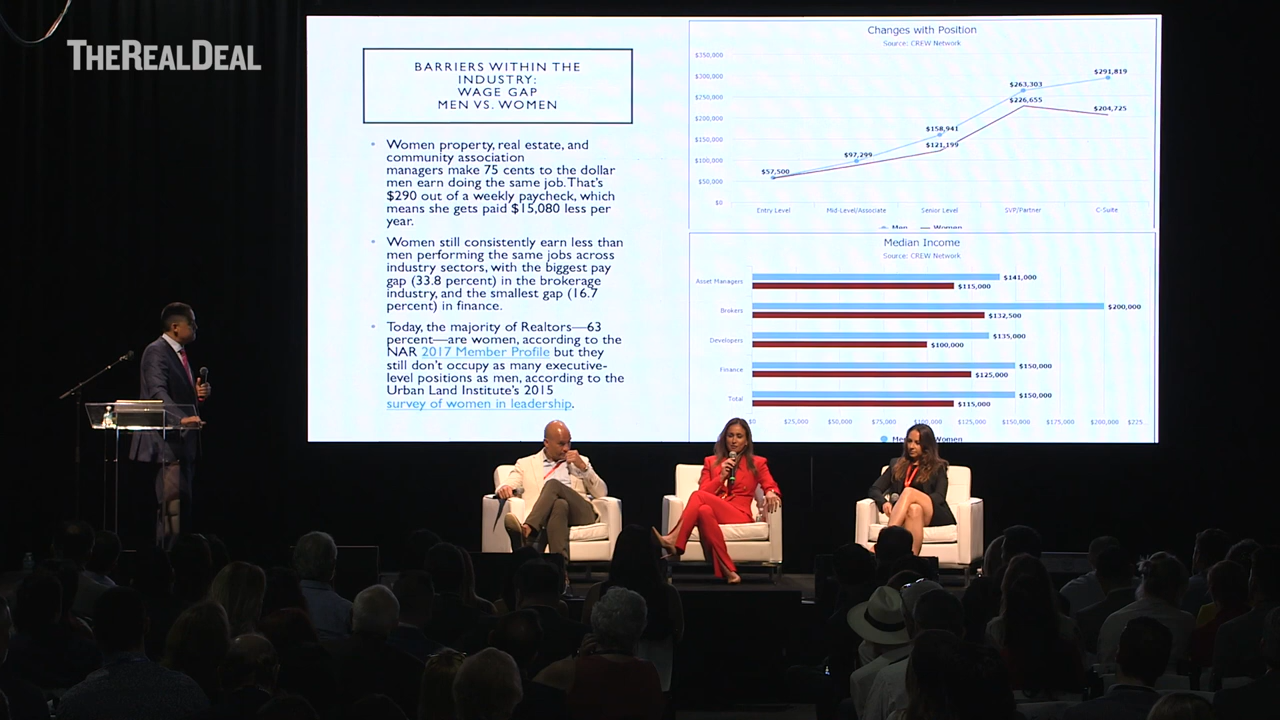 THEREALDEAL
BARRIERS WITHIN THE
INDUSTRY:
WAGE GAP
MEN VS. WOMEN
• Women property, real estate, and
community association
managers make 75 cents to the dollar
men earn doing the same job. That's
$290 out of a weekly paycheck, which
means she gets paid $15,080 less per
year.
• Women still consistently earn less than
men performing the same jobs across
industry sectors, with the biggest pay
gap (33.8 percent) in the brokerage
industry, and the smallest gap (16.7
percent) in finance.
• Today, the majority of Realtors—63
percent—are women, according to the
NAR 2017 Member Profile but they
still don't occupy as many executive-
level positions as men, according to the
Urban Land Institute's 2015
survey of women in leadership.
Changes with Position
Source: CREW Network
$350,000
$300,000
$250,000
$200,000
$150,000
$100,000
$50,000
$0
$57,500
$97,299
$158,941
$121,199
$263,303
$226,655
$291,819
$204,725
Entry Level Mid-Level/Associate Senior Level SVP/Partner C-Suite
Men Women
Median Income
Source: CREW Network
Asset Managers $141,000
$115,000
Brokers $200,000
$132,500
Developers $135,000
$100,000
Finance $150,000
$125,000
Total $150,000
$115,000
$0 $25,000 $50,000 $75,000 $100,000 $125,000 $150,000 $175,000 $200,000 $225...
Women